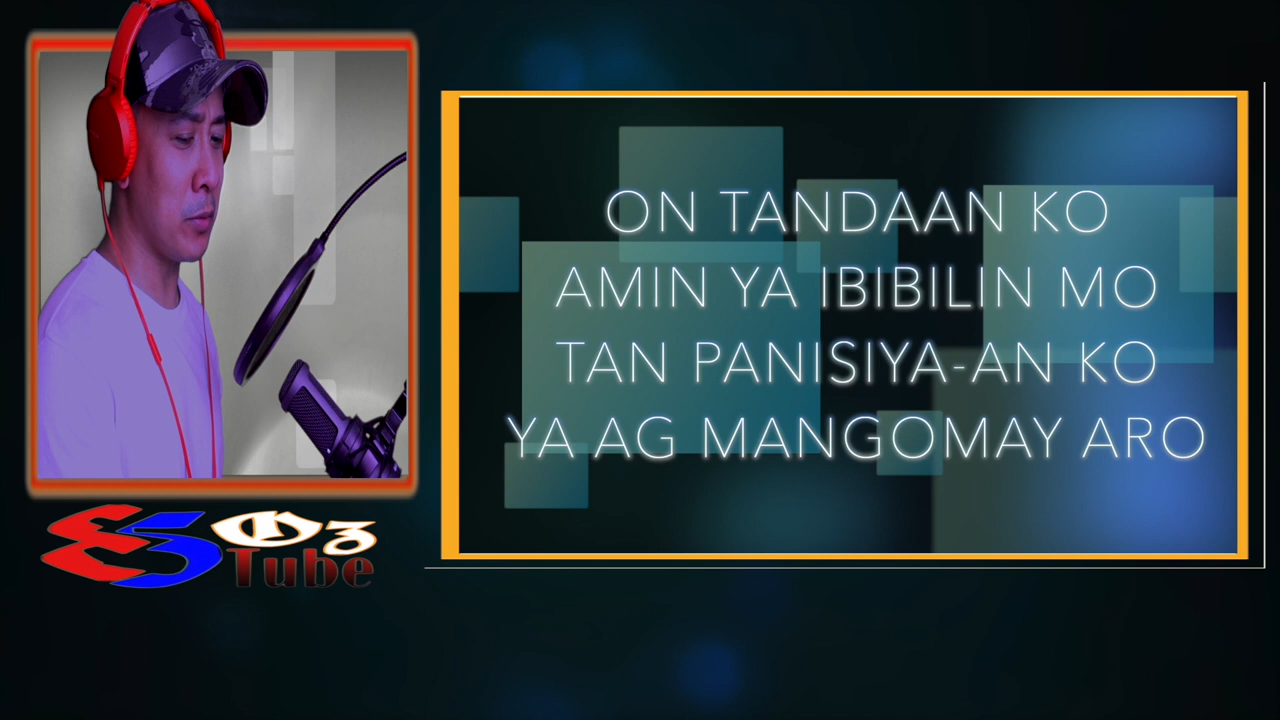 ON TANDAAN KO
AMIN YA IBIBILIN MO
TAN PANISIYA-AN KO
YA AG MANGOMAY ARO
Tube